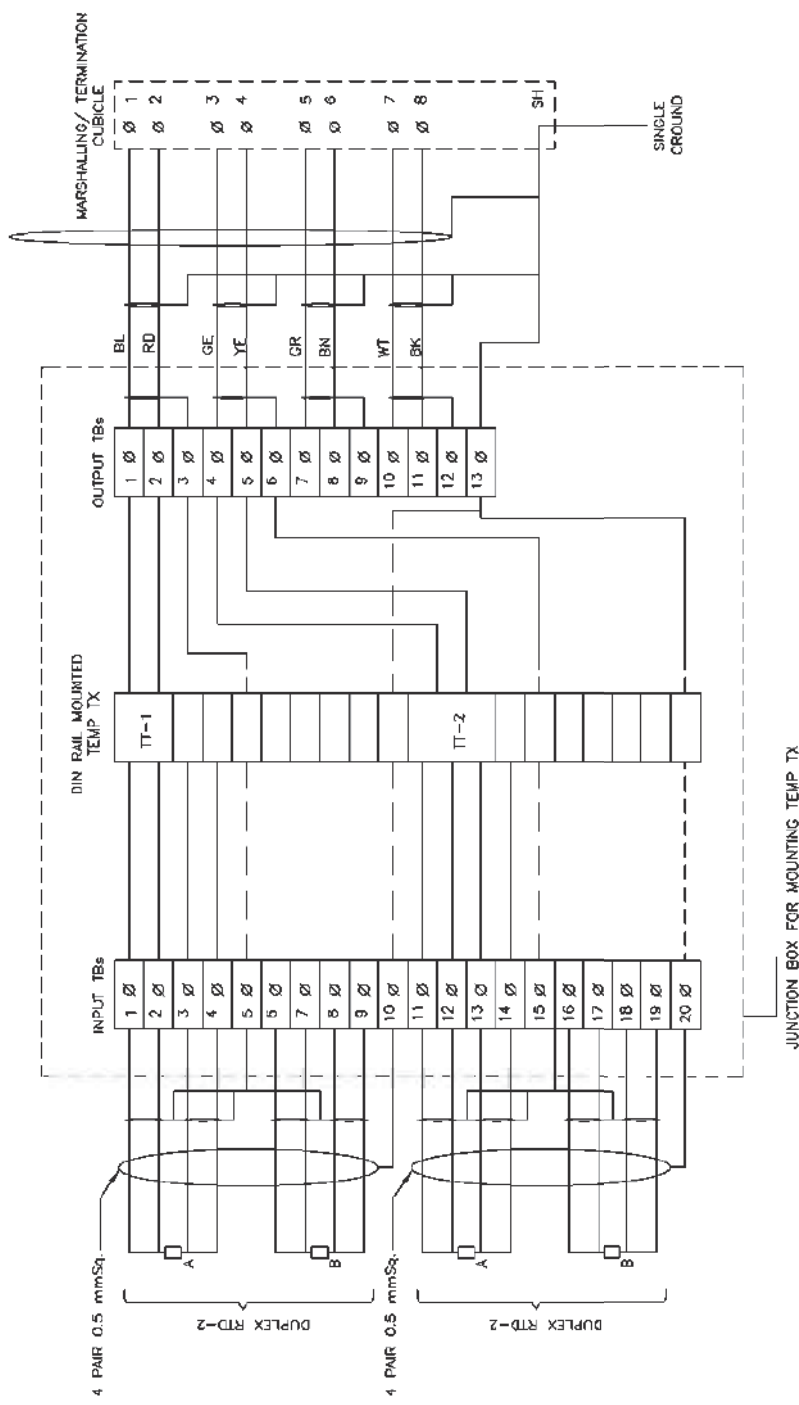 MARSHALLING/ TERMINATION
CUBICLE
Ø 1
Ø 2
Ø 3
Ø 4
Ø 5
Ø 6
Ø 7
Ø 8
SH
SINGLE
GROUND
BL
RD
GE
YE
GR
BN
WT
BK
OUTPUT TBs
1 Ø
2 Ø
3 Ø
4 Ø
5 Ø
6 Ø
7 Ø
8 Ø
9 Ø
10 Ø
11 Ø
12 Ø
13 Ø
DIN RAIL MOUNTED
TEMP TX
TT-1
TT-2
INPUT TBs
1 Ø
2 Ø
3 Ø
4 Ø
5 Ø
6 Ø
7 Ø
8 Ø
9 Ø
10 Ø
11 Ø
12 Ø
13 Ø
14 Ø
15 Ø
16 Ø
17 Ø
18 Ø
19 Ø
20 Ø
JUNCTION BOX FOR MOUNTING TEMP TX
4 PAIR 0.5 mmSq.
A
B
DUPLEX RTD-2
4 PAIR 0.5 mmSq.
A
B
DUPLEX RTD-2